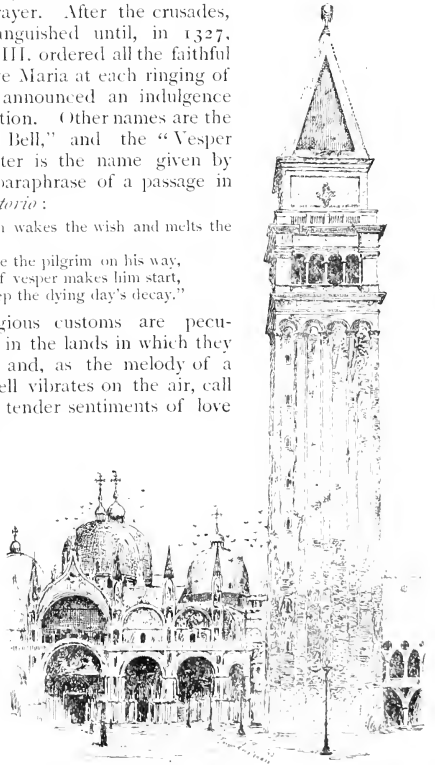 rayer. After the crusades,
anguished until, in 1327,
III. ordered all the faithful
e Maria at each ringing of
announced an indulgence
tion. Other names are the
Bell," and the "Vesper
ter is the name given by
paraphrase of a passage in
torio:
n wakes the wish and melts the
e the pilgrim on his way,
f vesper makes him start,
ep the dying day's decay."
gious customs are pecu-
in the lands in which they
and, as the melody of a
ell vibrates on the air, call
tender sentiments of love